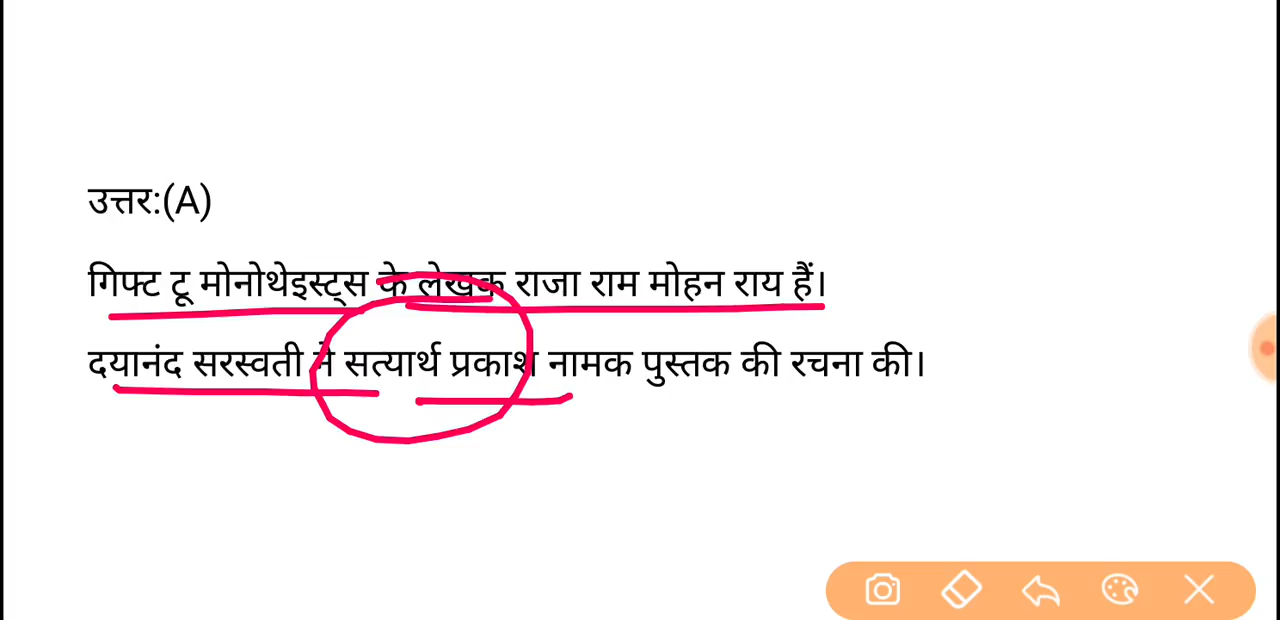 उत्तर:(A)
गिफ्ट टू मोनोथेइस्ट्स के लेखक राजा राम मोहन राय हैं।
दयानंद सरस्वती ने सत्यार्थ प्रकाश नामक पुस्तक की रचना की।